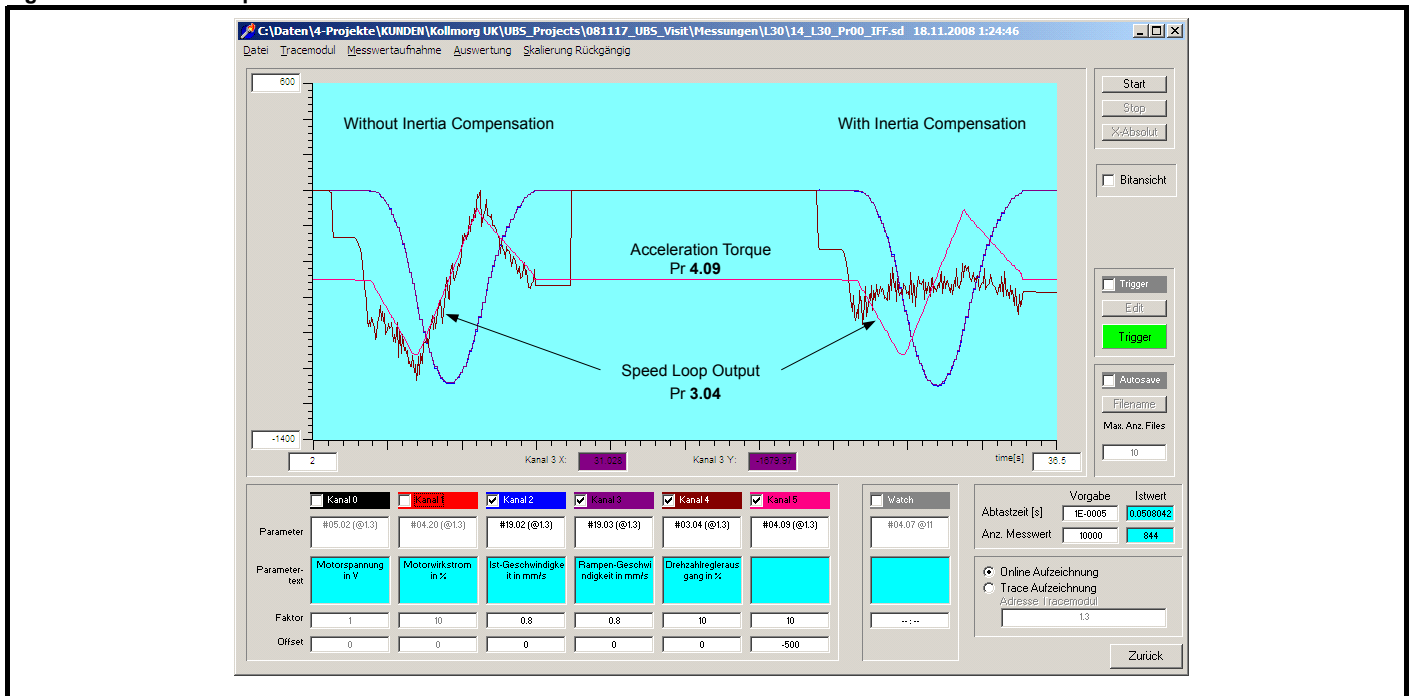 C:\Daten\4-Projekte\KUNDEN\Kollmorg UK\UBS_Projects\081117_UBS_Visit\Messungen\L30\14_L30_Pr00_IFF.sd 18.11.2008 1:24:46
Datei Tracemodul Messwertaufnahme Auswertung Skalierung Rückgängig
600
Without Inertia Compensation
With Inertia Compensation
Acceleration Torque
Pr 4.09
Speed Loop Output
Pr 3.04
-1400
2
Kanal 3 X: 31.028 Kanal 3 Y: -1679.97
time[s] 36.5
Start
Stop
X-Absolut
Bitansicht
Trigger
Edit
Trigger
Autosave
Filename
Max. Anz. Files
10
Kanal 0 Kanal 1 Kanal 2 Kanal 3 Kanal 4 Kanal 5
Parameter #05.02 (@1.3) #04.20 (@1.3) #19.02 (@1.3) #19.03 (@1.3) #03.04 (@1.3) #04.09 (@1.3)
Parameter-
text
Motorspannung
in V
Motorwirkstrom
in %
Ist-Geschwindigke
it in mm/s
Rampen-Geschwi
ndigkeit in mm/s
Drehzahlregleraus
gang in %
Faktor 1 10 0.8 0.8 10 10
Offset 0 0 0 0 0 -500
Watch
#04.07 @11
--:--
Vorgabe Istwert
Abtastzeit [s] 1E-0005 0.0508042
Anz. Messwert 10000 844
Online Aufzeichnung
Trace Aufzeichnung
Adresse Tracemodul
1.3
Zurück